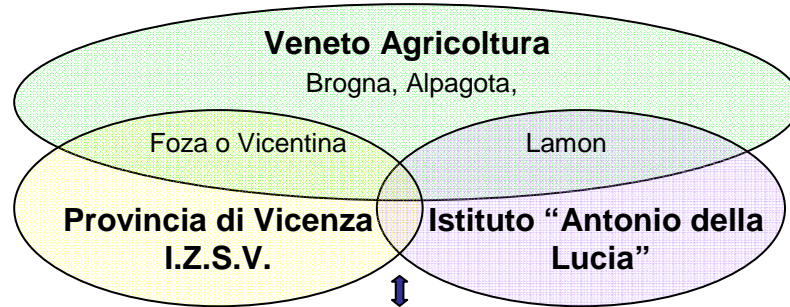 Veneto Agricoltura
Brogna, Alpagota,
Foza o Vicentina
Lamon
Provincia di Vicenza
I.Z.S.V.
Istituto “Antonio della
Lucia”